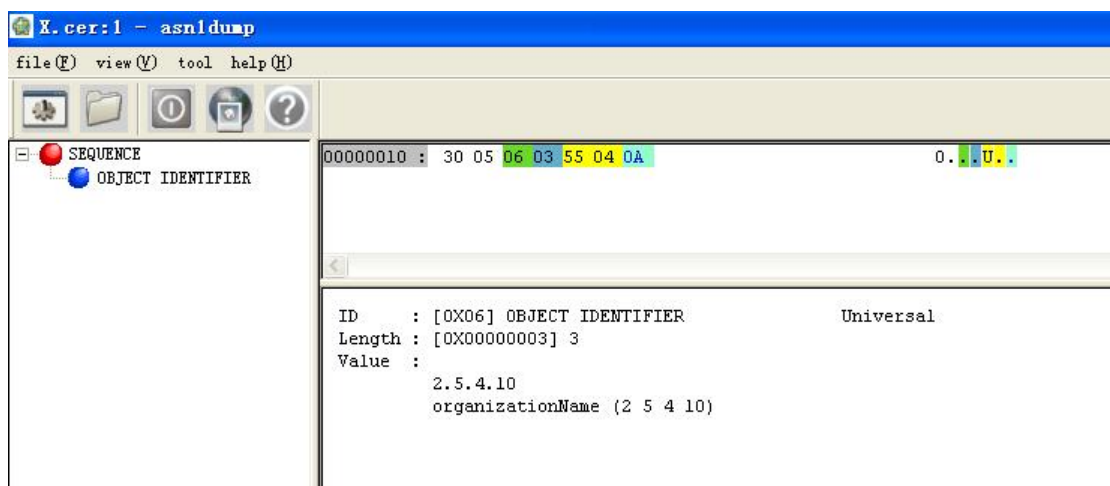 X.cer:1 - asn1dump
file(F) view(V) tool help(H)
SEQUENCE
OBJECT IDENTIFIER
00000010 : 30 05 06 03 55 04 0A 0...U..
ID : [0X06] OBJECT IDENTIFIER Universal
Length : [0X00000003] 3
Value :
2.5.4.10
organizationName (2 5 4 10)